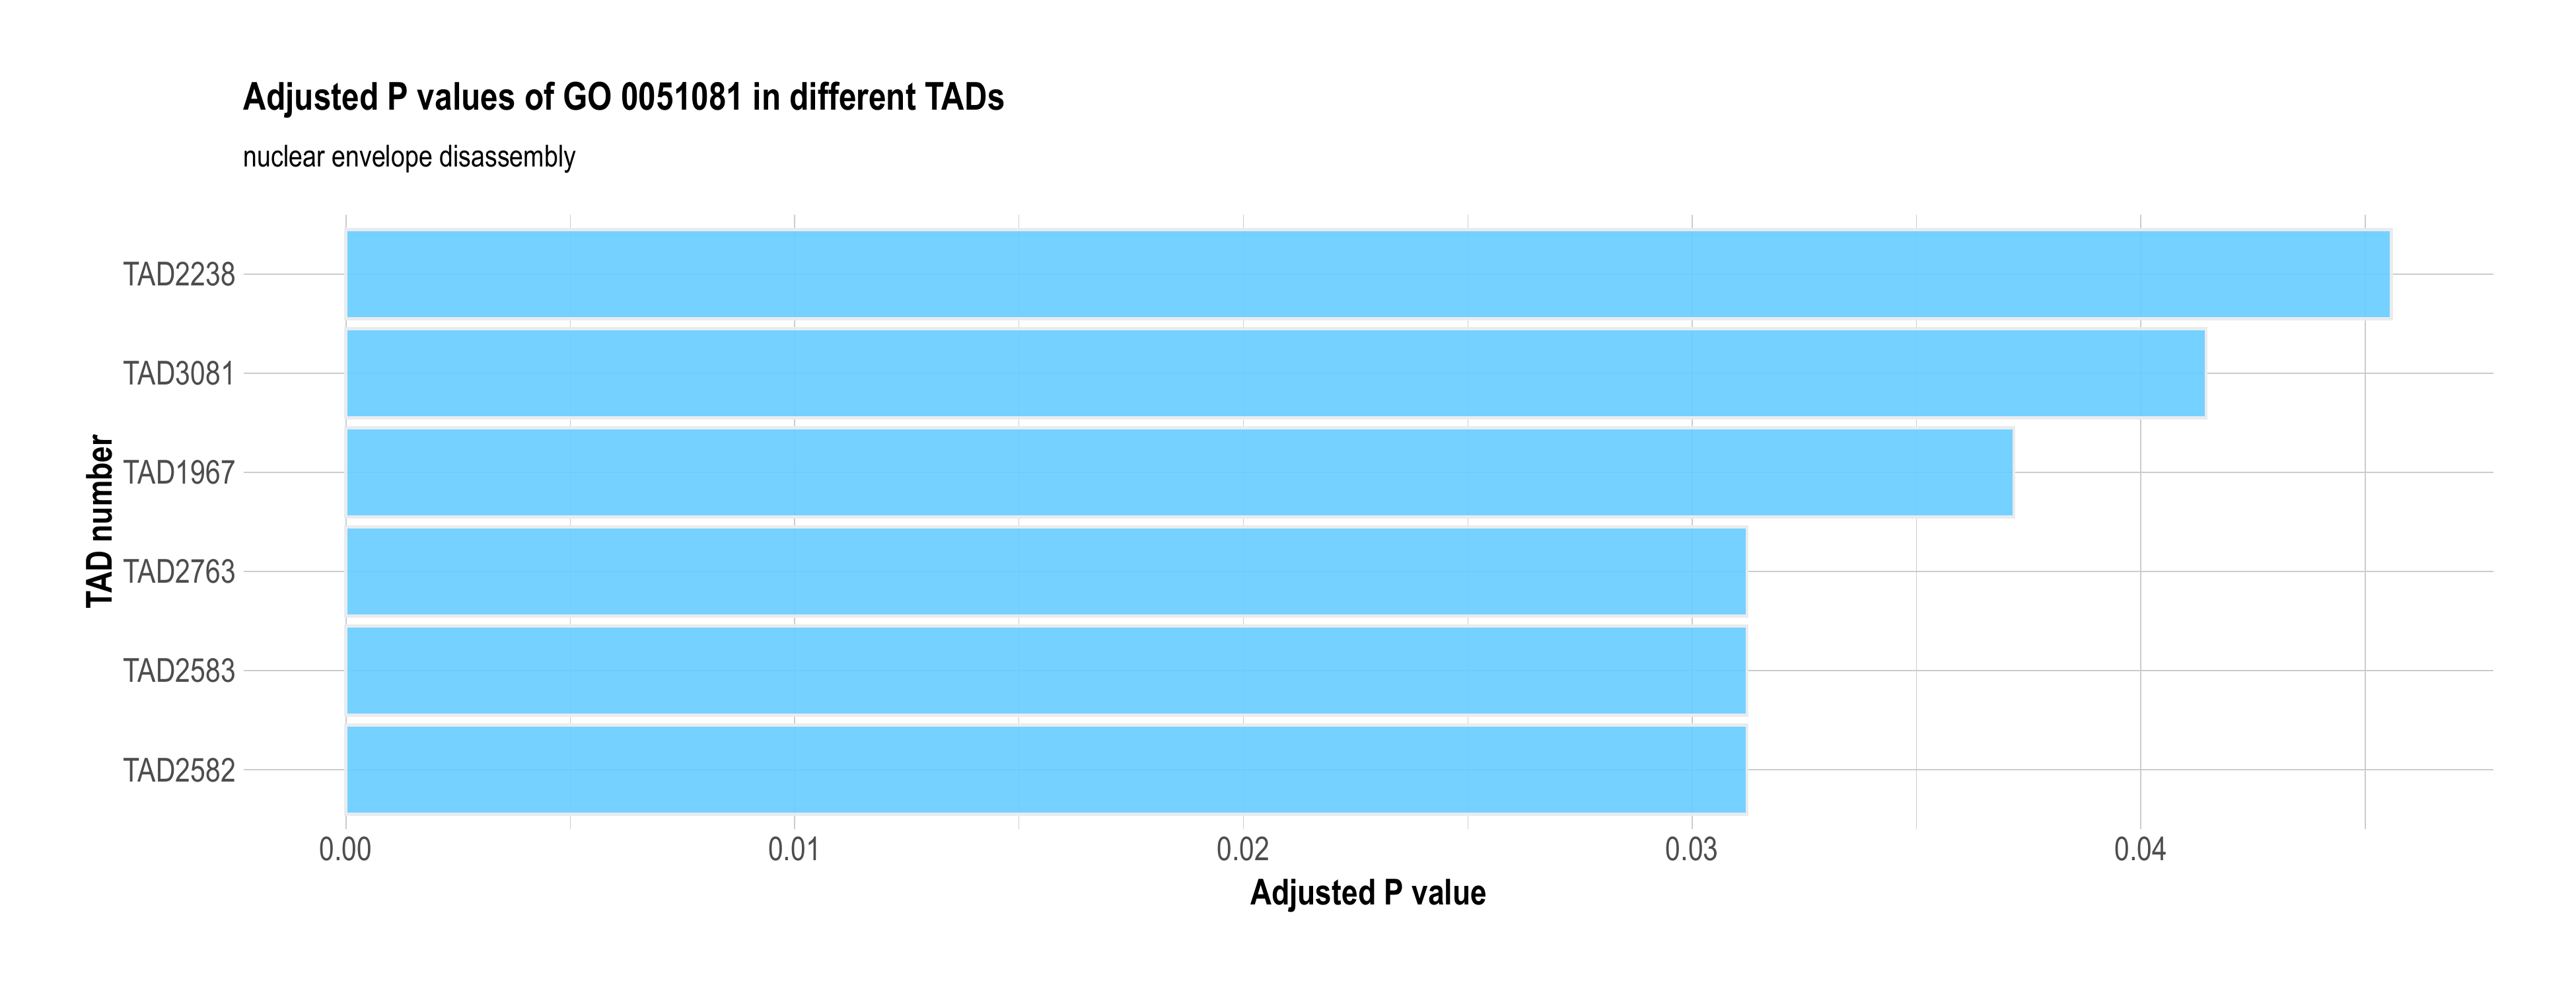 Adjusted P values of GO 0051081 in different TADs
nuclear envelope disassembly
TAD number
TAD2238
TAD3081
TAD1967
TAD2763
TAD2583
TAD2582
0.00 0.01 0.02 0.03 0.04
Adjusted P value